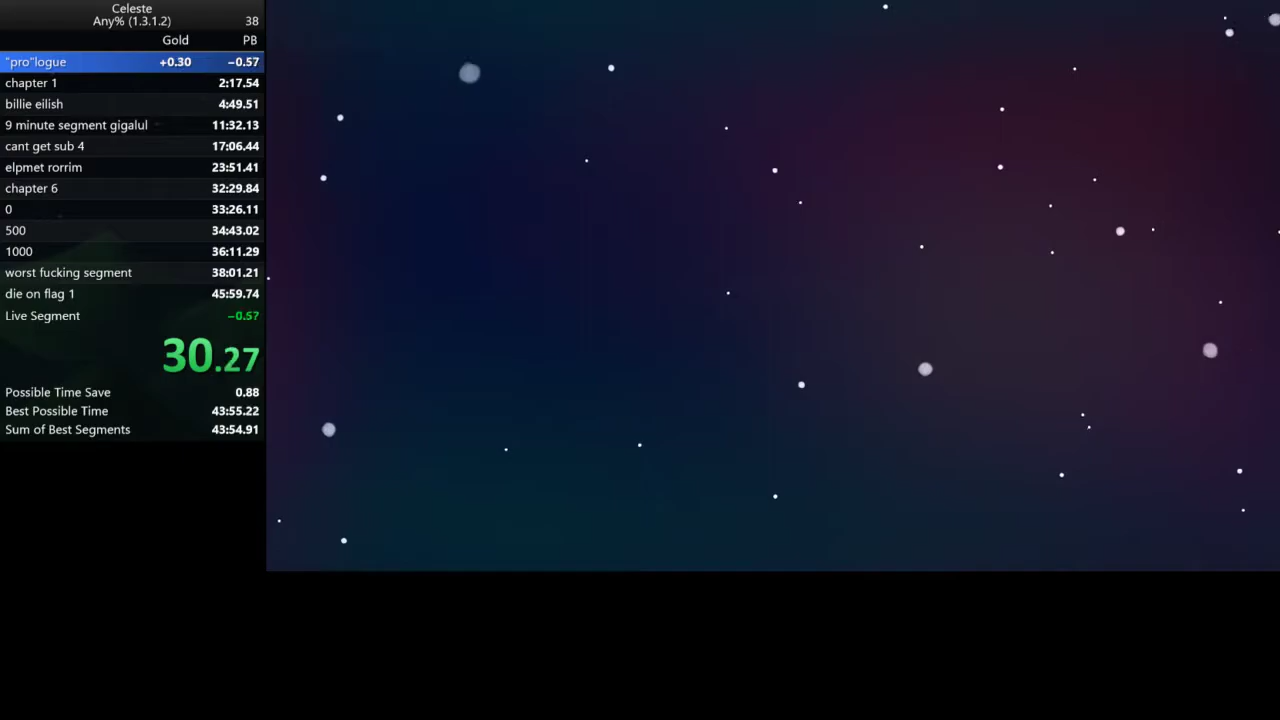 Celeste
Any% (1.3.1.2) 38
Gold PB
"pro"logue +0.30 −0.57
chapter 1 2:17.54
billie eilish 4:49.51
9 minute segment gigalul 11:32.13
cant get sub 4 17:06.44
elpmet rorrim 23:51.41
chapter 6 32:29.84
0 33:26.11
500 34:43.02
1000 36:11.29
worst fucking segment 38:01.21
die on flag 1 45:59.74
Live Segment −0.57
30.27
Possible Time Save 0.88
Best Possible Time 43:55.22
Sum of Best Segments 43:54.91